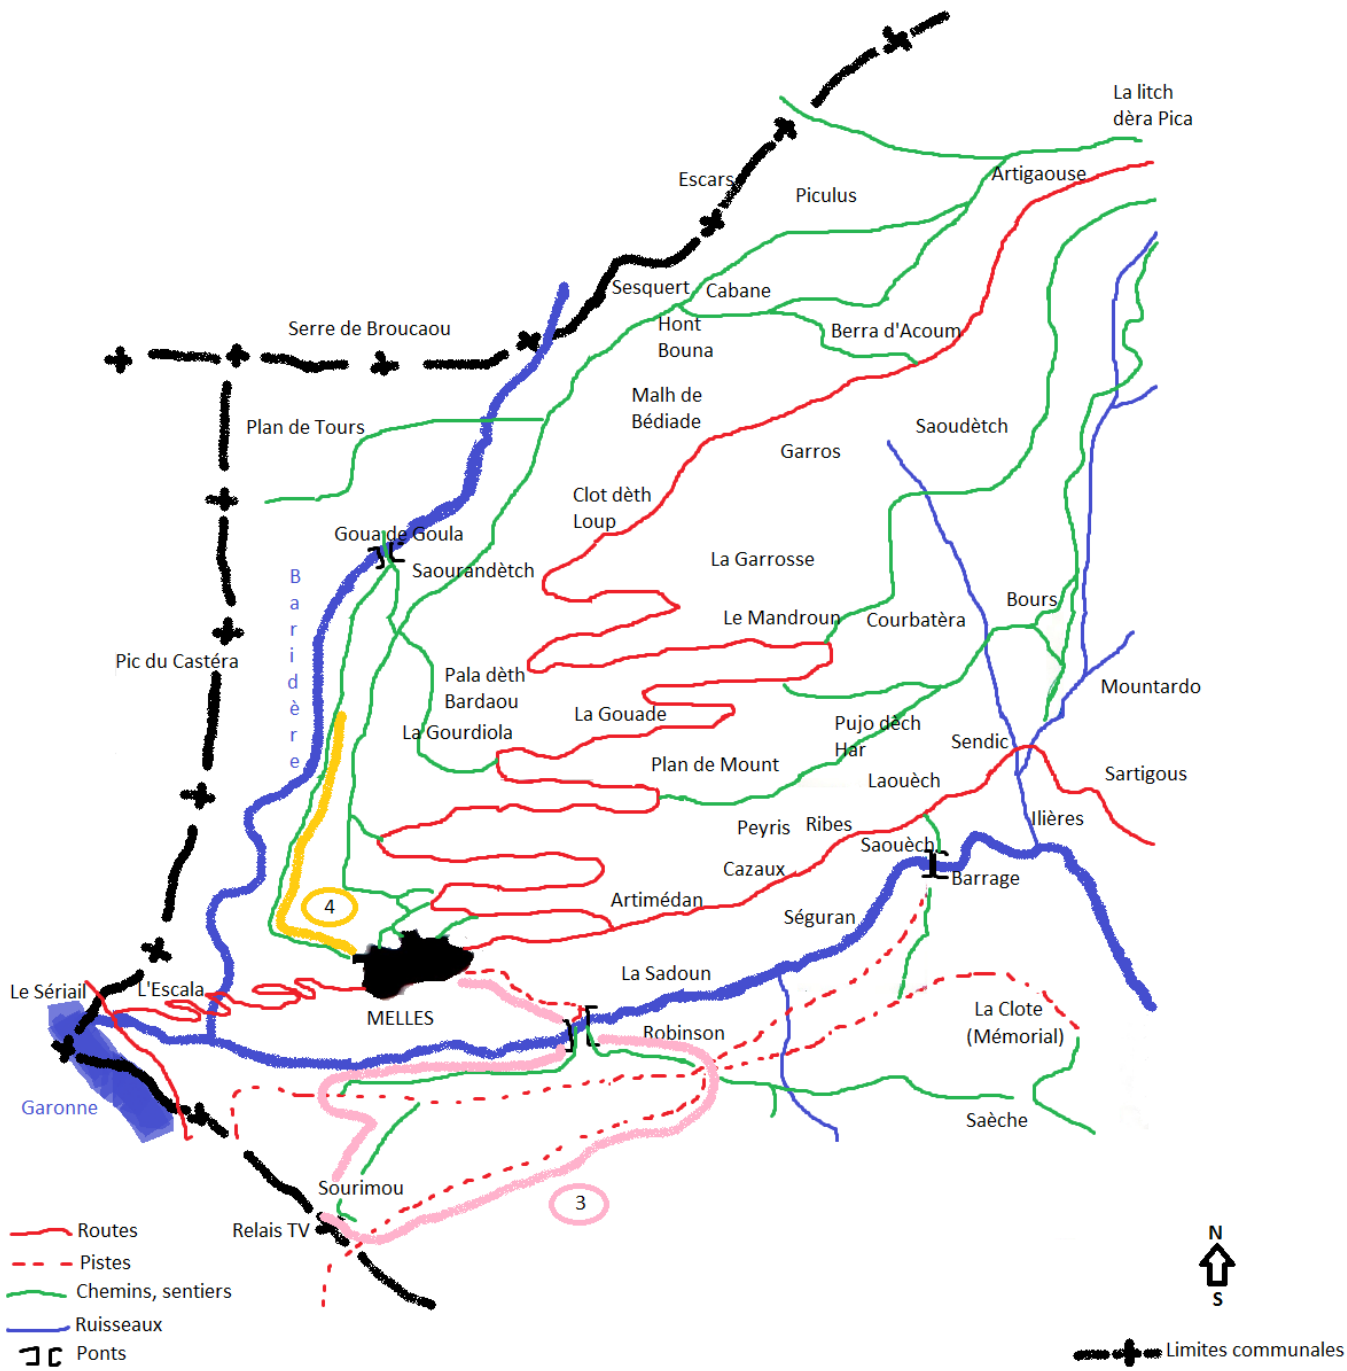 La litch
dèra Pica
Escars
Artigaouse
Piculus
Sesquert
Cabane
Serre de Broucaou
Hont
Bouna
Berra d'Acoum
Malh de
Bédiade
Plan de Tours
Saoudètch
Garros
Clot dèth
Loup
Goua de Goula
Saourandètch
La Garrosse
Baridère
Bours
Le Mandroun
Courbatèra
Pic du Castéra
Pala dèth
Bardaou
Mountardo
La Gouade
La Gourdiola
Pujo dèch
Har
Sendic
Plan de Mount
Laouèch
Sartigous
Peyris
Ribes
Ilières
Saouèch
Cazaux
Barrage
4
Artimédan
Séguran
Le Sériail
L'Escala
La Sadoun
MELLES
Robinson
La Clote
(Mémorial)
Garonne
Saèche
Sourimou
3
Relais TV
Routes
Pistes
Chemins, sentiers
Ruisseaux
Ponts
N
S
Limites communales